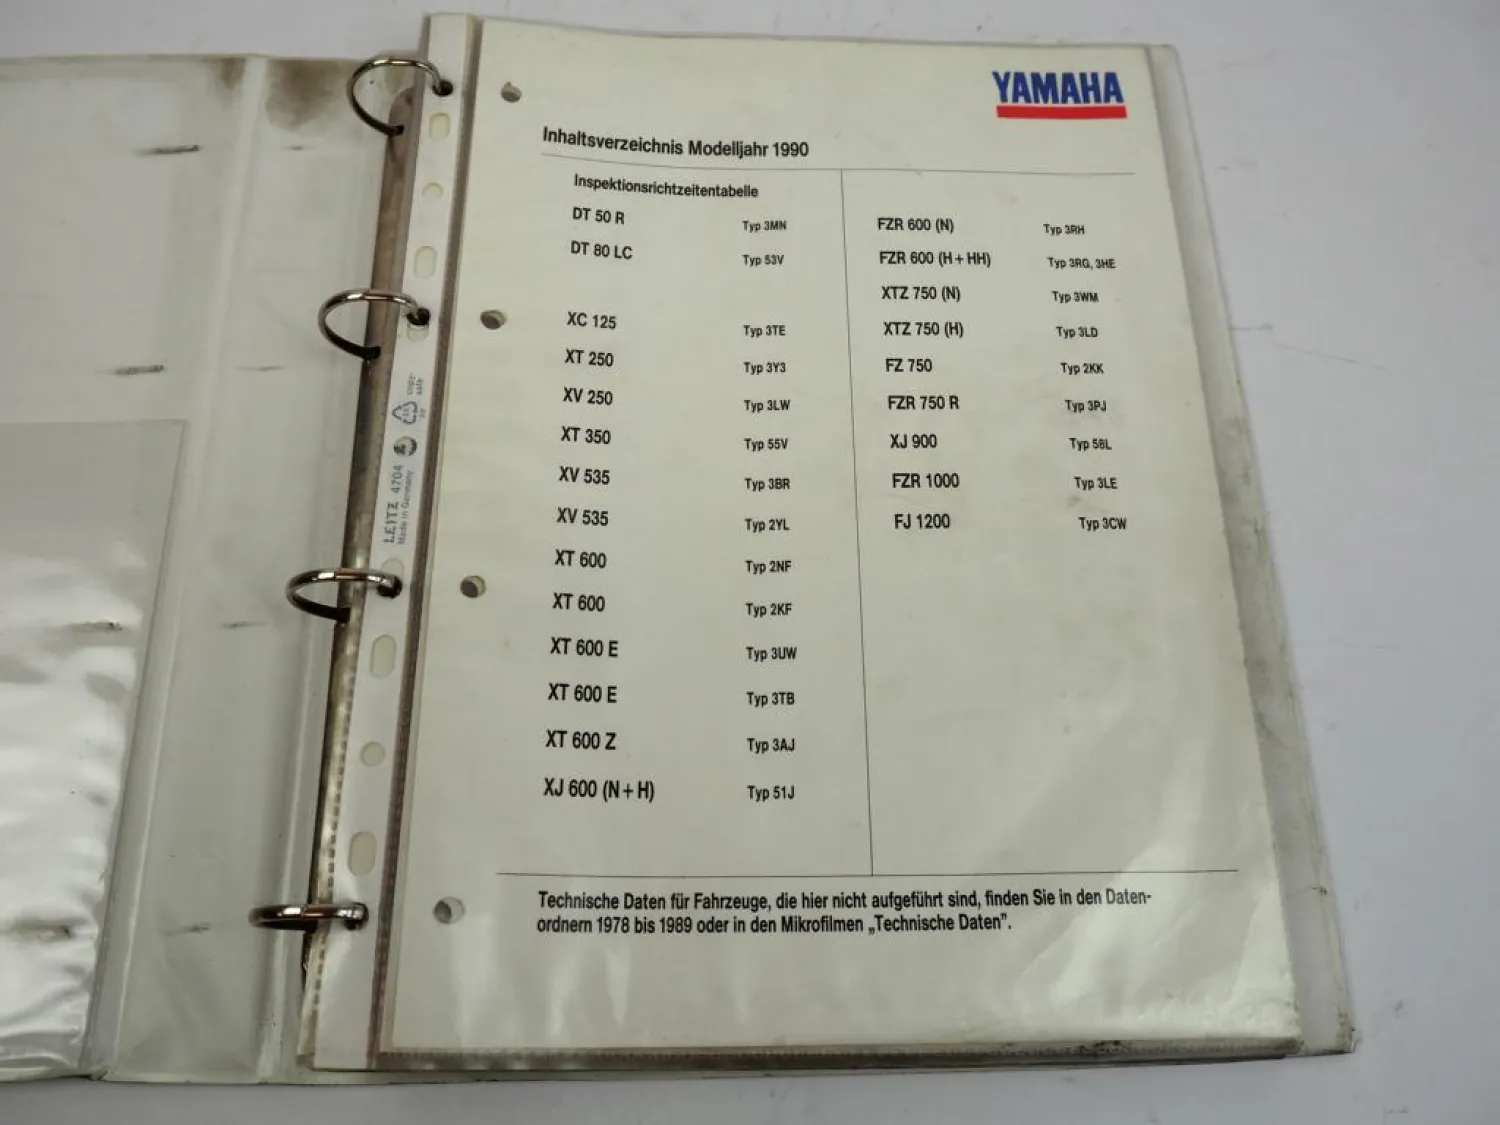 YAMAHA
Inhaltsverzeichnis Modelljahr 1990
Inspektionsrichtzeitentabelle
DT 50 R Typ 3MN
DT 80 LC Typ 53V
XC 125 Typ 3TE
XT 250 Typ 3Y3
XV 250 Typ 3LW
XT 350 Typ 55V
XV 535 Typ 3BR
XV 535 Typ 2YL
XT 600 Typ 2NF
XT 600 Typ 2KF
XT 600 E Typ 3UW
XT 600 E Typ 3TB
XT 600 Z Typ 3AJ
XJ 600 (N + H) Typ 51J
FZR 600 (N) Typ 3RH
FZR 600 (H + HH) Typ 3RG, 3HE
XTZ 750 (N) Typ 3WM
XTZ 750 (H) Typ 3LD
FZ 750 Typ 2KK
FZR 750 R Typ 3PJ
XJ 900 Typ 58L
FZR 1000 Typ 3LE
FJ 1200 Typ 3CW
Technische Daten für Fahrzeuge, die hier nicht aufgeführt sind, finden Sie in den Daten-
ordnern 1978 bis 1989 oder in den Mikrofilmen „Technische Daten".
LEITZ 4704
Made in Germany
copy-
safe